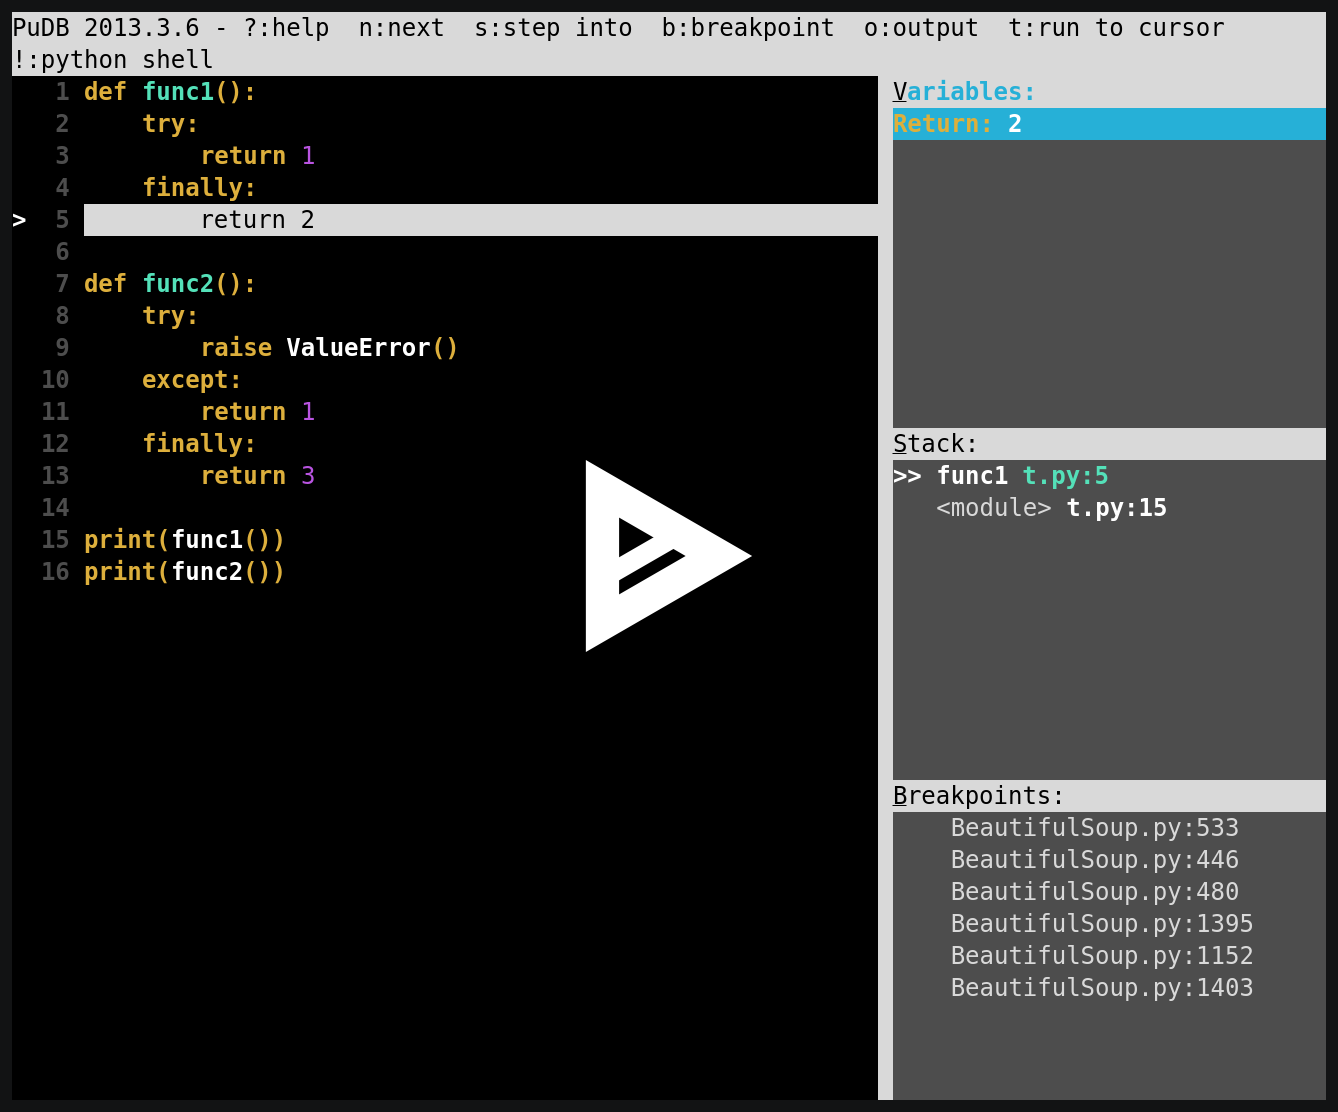 PuDB 2013.3.6 - ?:help  n:next  s:step into  b:breakpoint  o:output  t:run to cursor
!:python shell
1 def func1():
2     try:
3         return 1
4     finally:
> 5         return 2
6
7 def func2():
8     try:
9         raise ValueError()
10     except:
11         return 1
12     finally:
13         return 3
14
15 print(func1())
16 print(func2())
Variables:
Return: 2
Stack:
>> func1 t.py:5
   <module> t.py:15
Breakpoints:
    BeautifulSoup.py:533
    BeautifulSoup.py:446
    BeautifulSoup.py:480
    BeautifulSoup.py:1395
    BeautifulSoup.py:1152
    BeautifulSoup.py:1403